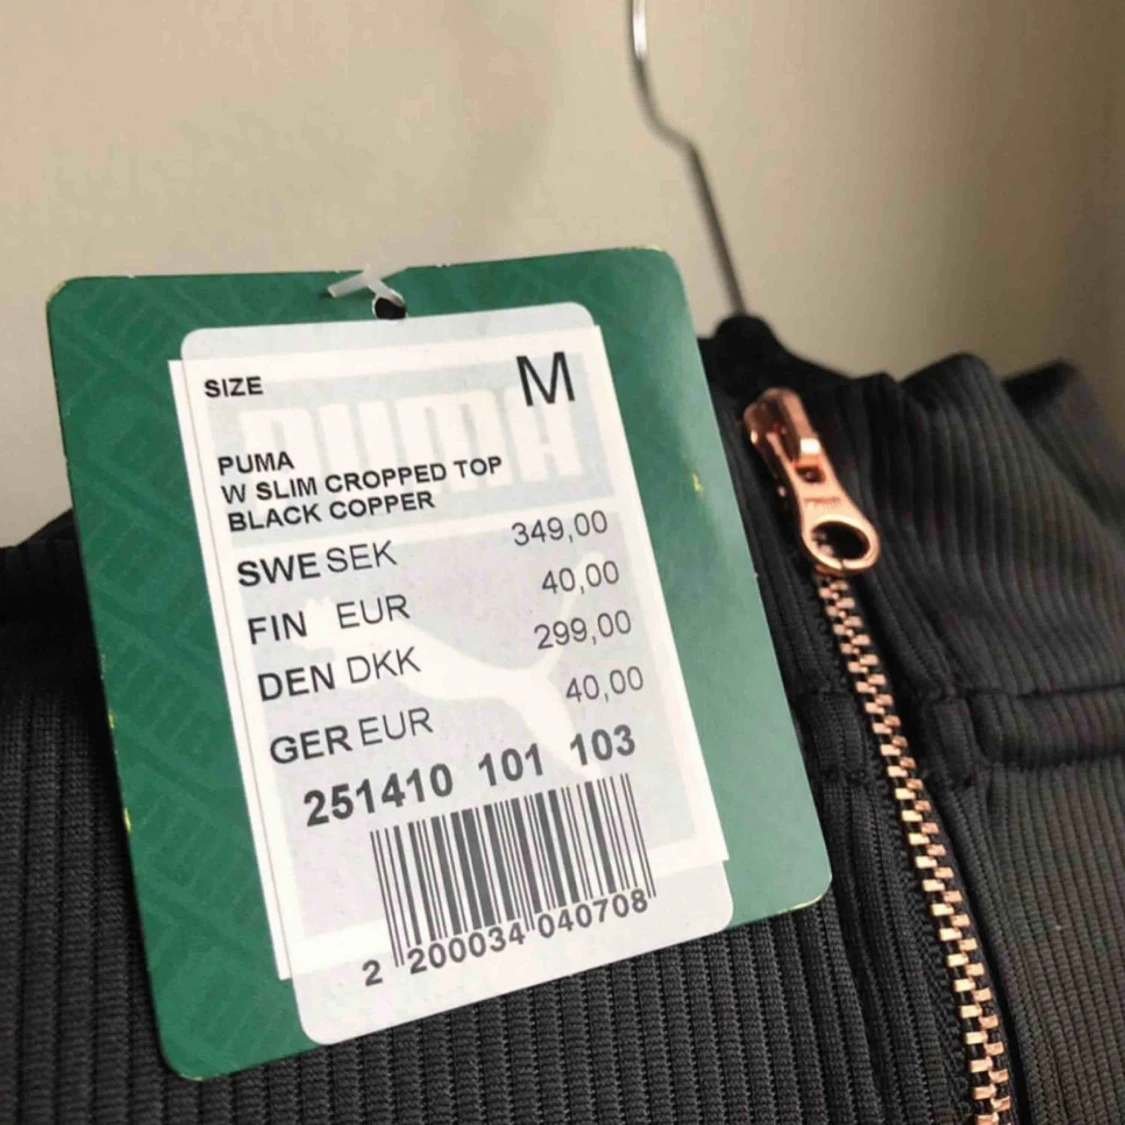 SIZE M
PUMA
PUMA
W SLIM CROPPED TOP
BLACK COPPER
SWE SEK 349,00
FIN EUR 40,00
DEN DKK 299,00
GER EUR 40,00
251410 101 103
2 200034 040708